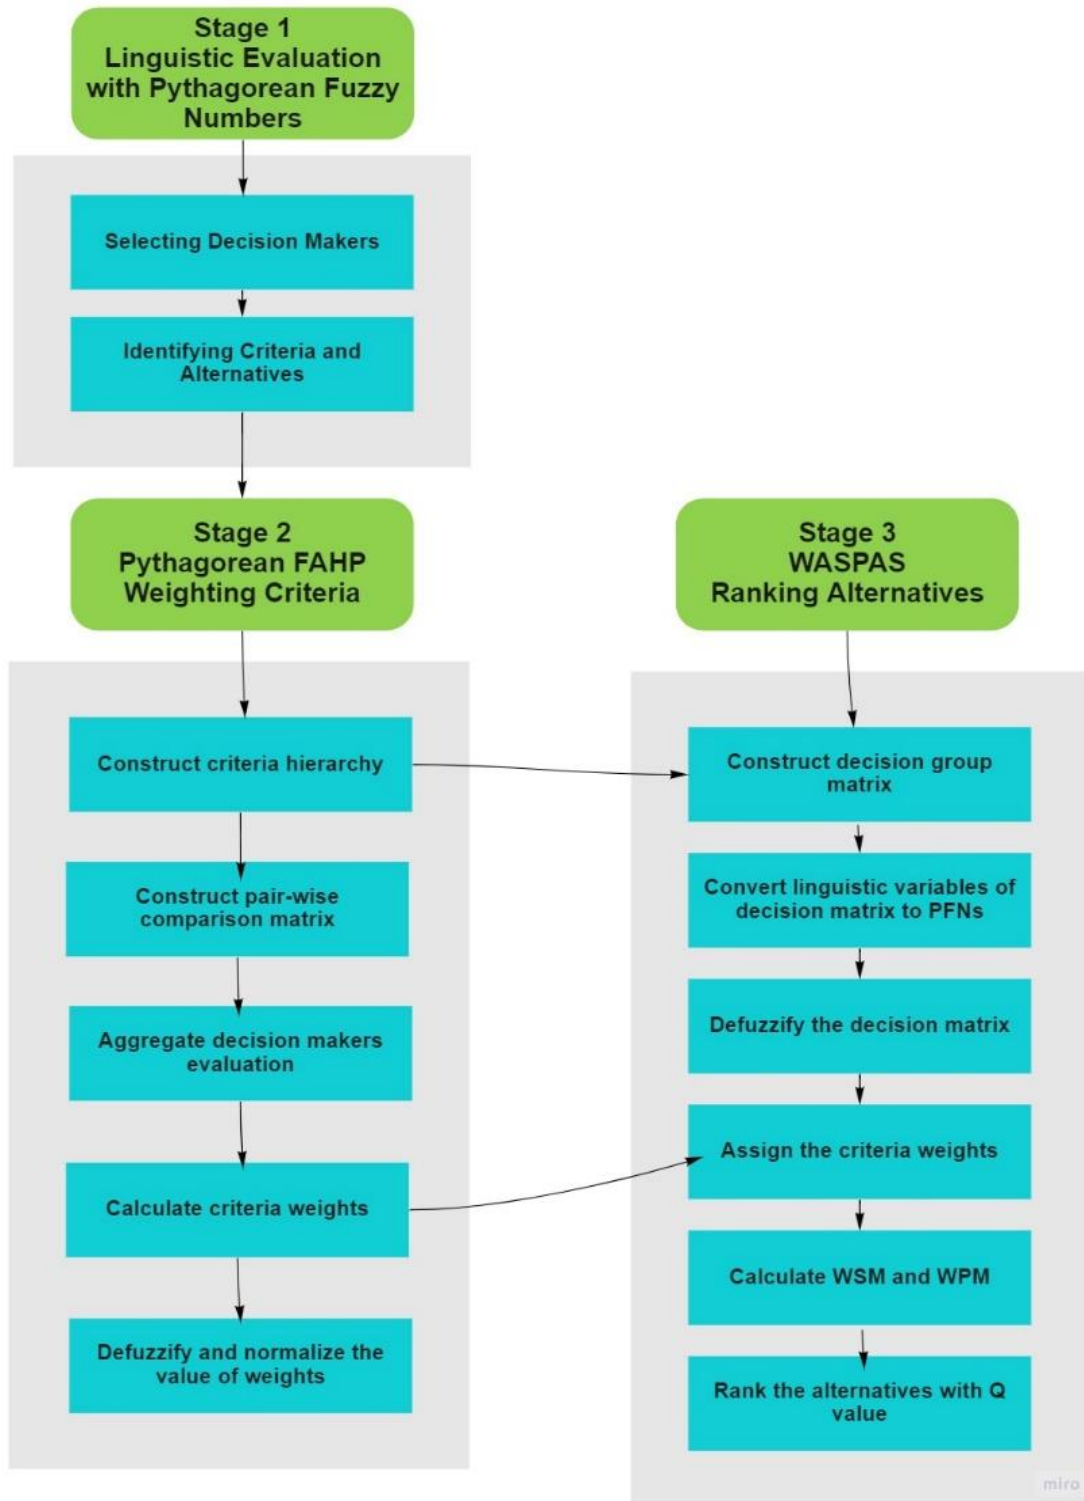 Stage 1
Linguistic Evaluation
with Pythagorean Fuzzy
Numbers
Selecting Decision Makers
Identifying Criteria and
Alternatives
Stage 2
Pythagorean FAHP
Weighting Criteria
Construct criteria hierarchy
Construct pair-wise
comparison matrix
Aggregate decision makers
evaluation
Calculate criteria weights
Defuzzify and normalize the
value of weights
Stage 3
WASPAS
Ranking Alternatives
Construct decision group
matrix
Convert linguistic variables of
decision matrix to PFNs
Defuzzify the decision matrix
Assign the criteria weights
Calculate WSM and WPM
Rank the alternatives with Q
value
miro